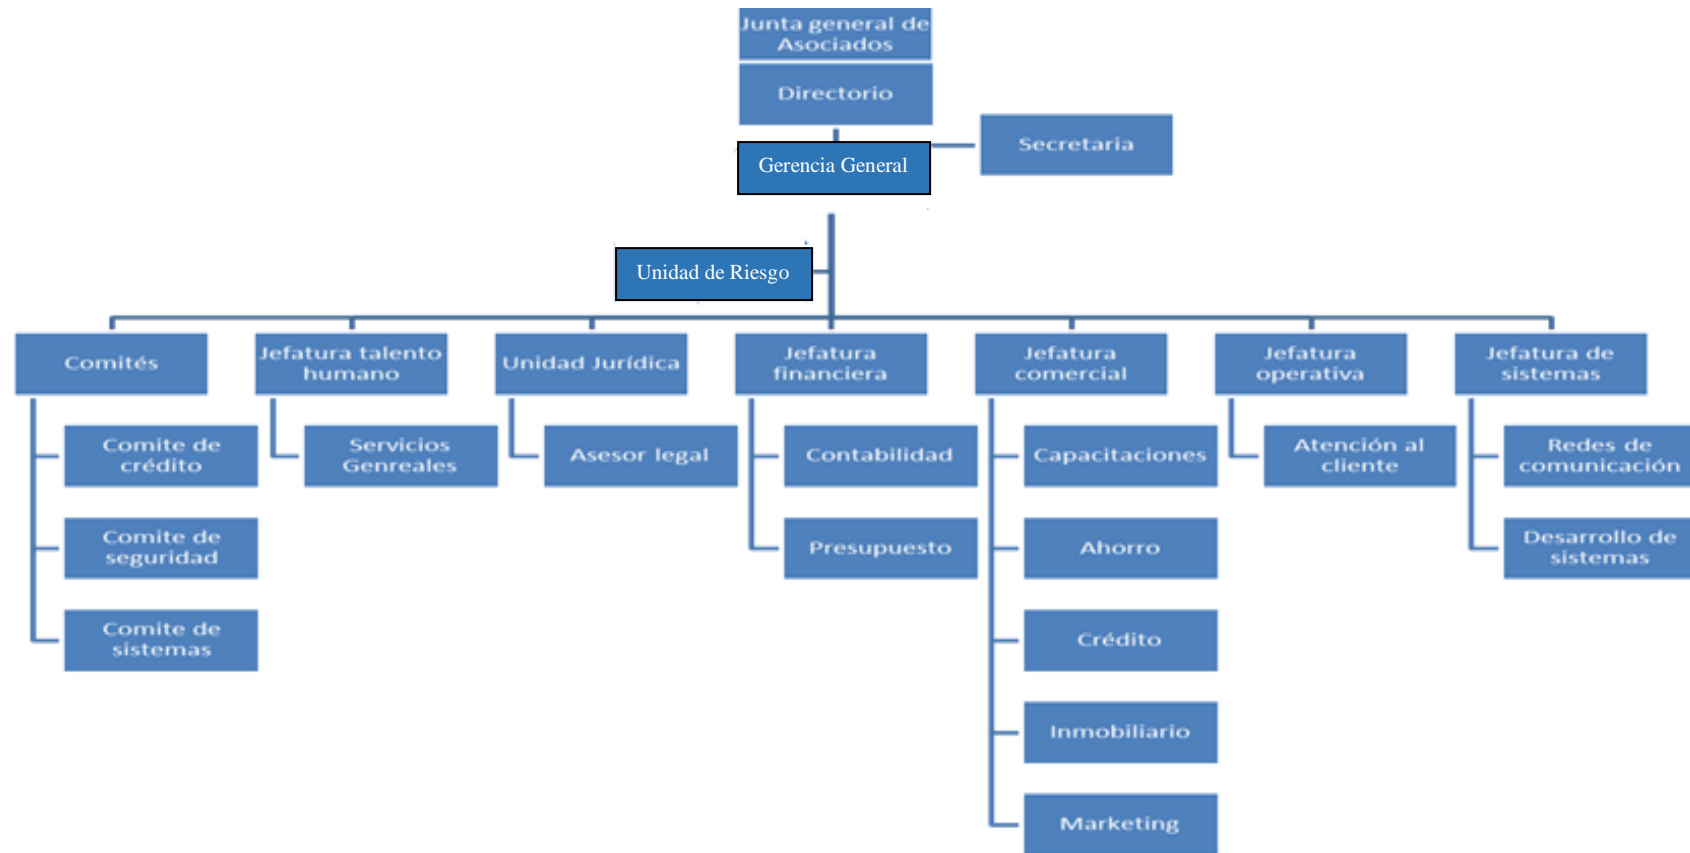 Junta general de
Asociados
Directorio
Secretaria
Gerencia General
Unidad de Riesgo
Comités
Jefatura talento
humano
Unidad Jurídica
Jefatura
financiera
Jefatura
comercial
Jefatura
operativa
Jefatura de
sistemas
Comite de
crédito
Servicios
Genreales
Asesor legal
Contabilidad
Capacitaciones
Atención al
cliente
Redes de
comunicación
Comite de
seguridad
Presupuesto
Ahorro
Desarrollo de
sistemas
Comite de
sistemas
Crédito
Inmobiliario
Marketing